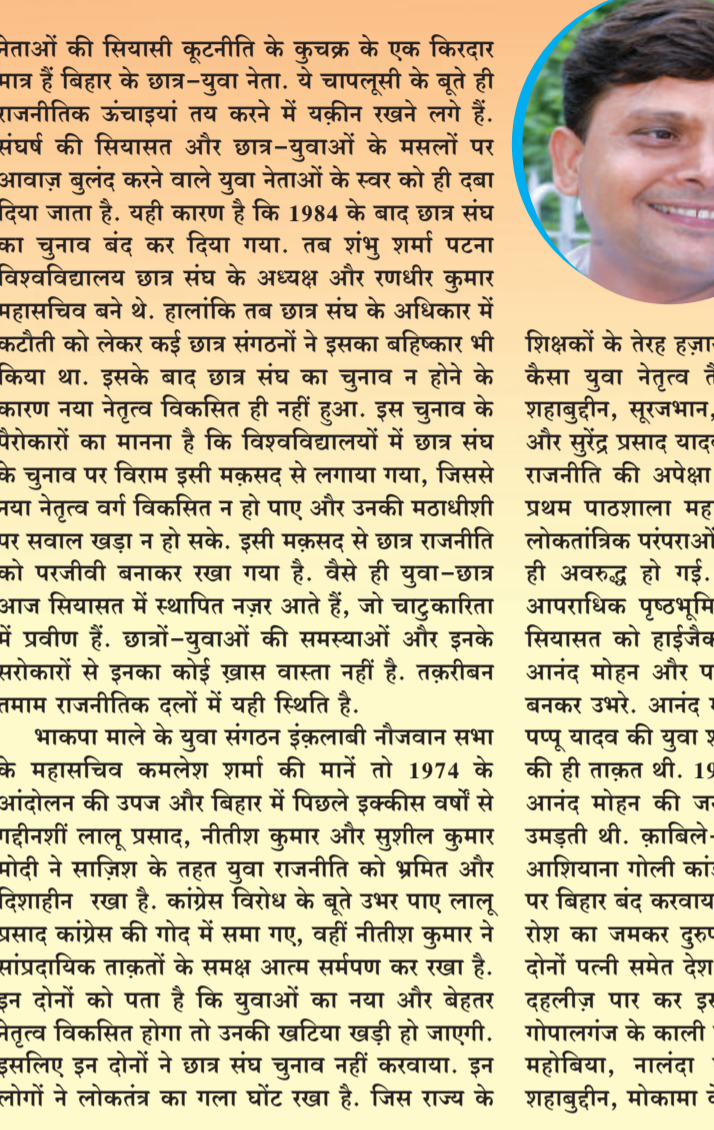 नेताओं की सियासी कूटनीति के कुचक्र के एक किरदार
मात्र हैं बिहार के छात्र-युवा नेता. ये चापलूसी के बूते ही
राजनीतिक ऊंचाइयां तय करने में यक़ीन रखने लगे हैं.
संघर्ष की सियासत और छात्र-युवाओं के मसलों पर
आवाज़ बुलंद करने वाले युवा नेताओं के स्वर को ही दबा
दिया जाता है. यही कारण है कि 1984 के बाद छात्र संघ
का चुनाव बंद कर दिया गया. तब शंभु शर्मा पटना
विश्वविद्यालय छात्र संघ के अध्यक्ष और रणधीर कुमार
महासचिव बने थे. हालांकि तब छात्र संघ के अधिकार में
कटौती को लेकर कई छात्र संगठनों ने इसका बहिष्कार भी
किया था. इसके बाद छात्र संघ का चुनाव न होने के
कारण नया नेतृत्व विकसित ही नहीं हुआ. इस चुनाव के
पैरोकारों का मानना है कि विश्वविद्यालयों में छात्र संघ
के चुनाव पर विराम इसी मक़सद से लगाया गया, जिससे
नया नेतृत्व वर्ग विकसित न हो पाए और उनकी मठाधीशी
पर सवाल खड़ा न हो सके. इसी मक़सद से छात्र राजनीति
को परजीवी बनाकर रखा गया है. वैसे ही युवा-छात्र
आज सियासत में स्थापित नज़र आते हैं, जो चाटुकारिता
में प्रवीण हैं. छात्रों-युवाओं की समस्याओं और इनके
सरोकारों से इनका कोई ख़ास वास्ता नहीं है. तक़रीबन
तमाम राजनीतिक दलों में यही स्थिति है.
भाकपा माले के युवा संगठन इंक़लाबी नौजवान सभा
के महासचिव कमलेश शर्मा की मानें तो 1974 के
आंदोलन की उपज और बिहार में पिछले इक्कीस वर्षों से
गद्दीनशीं लालू प्रसाद, नीतीश कुमार और सुशील कुमार
मोदी ने साज़िश के तहत युवा राजनीति को भ्रमित और
दिशाहीन रखा है. कांग्रेस विरोध के बूते उभर पाए लालू
प्रसाद कांग्रेस की गोद में समा गए, वहीं नीतीश कुमार ने
सांप्रदायिक ताक़तों के समक्ष आत्म सर्मपण कर रखा है.
इन दोनों को पता है कि युवाओं का नया और बेहतर
नेतृत्व विकसित होगा तो उनकी खटिया खड़ी हो जाएगी.
इसलिए इन दोनों ने छात्र संघ चुनाव नहीं करवाया. इन
लोगों ने लोकतंत्र का गला घोंट रखा है. जिस राज्य के
शिक्षकों के तेरह
कैसा युवा नेतृत्व
शहाबुद्दीन, सूरजभान,
और सुरेंद्र प्रसाद
राजनीति की अपेक्षा
प्रथम पाठशाला
लोकतांत्रिक परंपराओं
ही अवरुद्ध हो गई.
आपराधिक
सियासत को
आनंद मोहन और
बनकर उभरे. आनंद
पप्पू यादव की युवा
की ही ताक़त थी.
आनंद मोहन की
उमड़ती थी. क़ाबिले-
आशियाना गोली
पर बिहार बंद
रोश का जमकर
दोनों पत्नी समेत देश
दहलीज़ पार कर
गोपालगंज के काली
महोबिया, नालंदा
शहाबुद्दीन, मोकामा